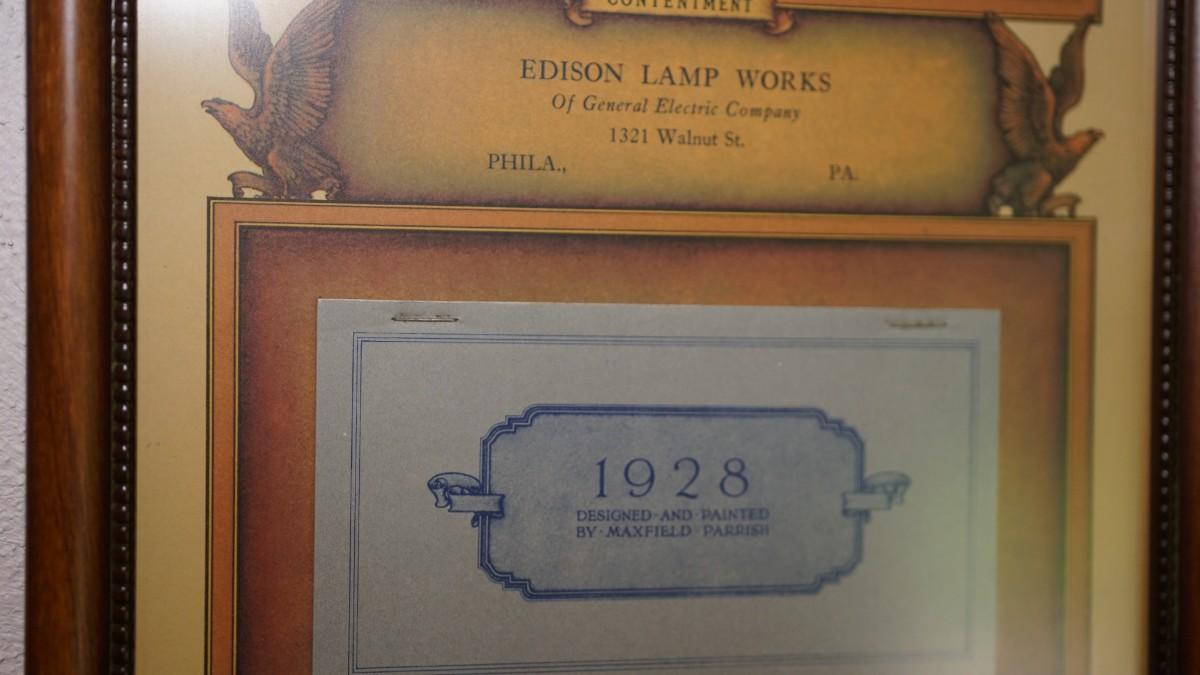 CONTENTMENT
EDISON LAMP WORKS
Of General Electric Company
1321 Walnut St.
PHILA., PA.
1928
DESIGNED·AND·PAINTED
BY·MAXFIELD·PARRISH